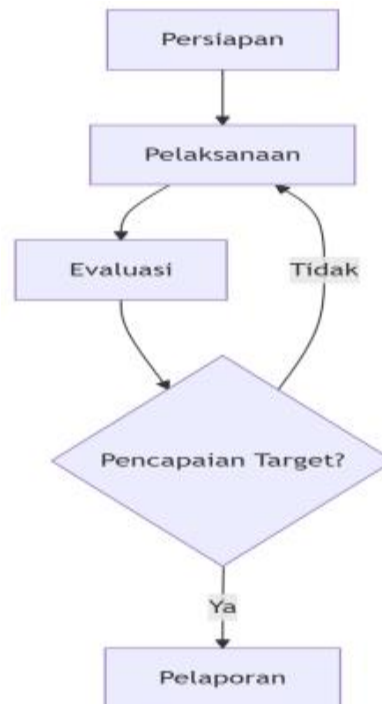 Persiapan
Pelaksanaan
Evaluasi
Tidak
Pencapaian Target?
Ya
Pelaporan